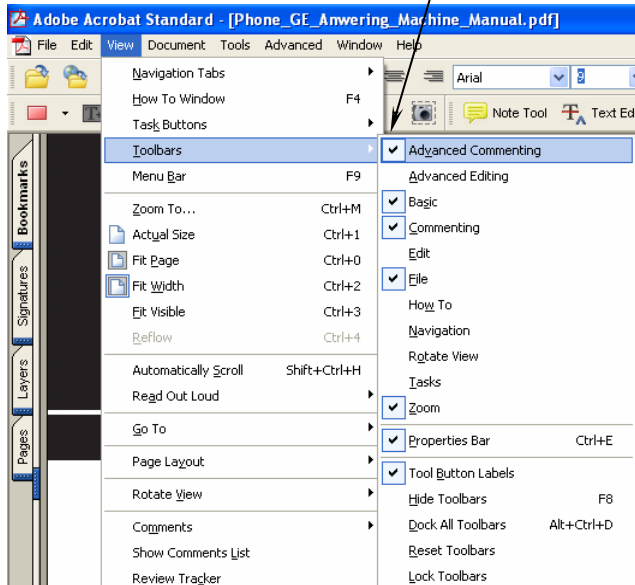 Adobe Acrobat Standard - [Phone_GE_Anwering_Machine_Manual.pdf]
File Edit View Document Tools Advanced Window Help
Arial 9
Note Tool Text Ed
Bookmarks
Signatures
Layers
Pages
Navigation Tabs
How To Window F4
Task Buttons
Toolbars
Menu Bar F9
Zoom To... Ctrl+M
Actual Size Ctrl+1
Fit Page Ctrl+0
Fit Width Ctrl+2
Fit Visible Ctrl+3
Reflow Ctrl+4
Automatically Scroll Shift+Ctrl+H
Read Out Loud
Go To
Page Layout
Rotate View
Comments
Show Comments List
Review Tracker
Advanced Commenting
Advanced Editing
Basic
Commenting
Edit
File
How To
Navigation
Rotate View
Tasks
Zoom
Properties Bar Ctrl+E
Tool Button Labels
Hide Toolbars F8
Dock All Toolbars Alt+Ctrl+D
Reset Toolbars
Lock Toolbars